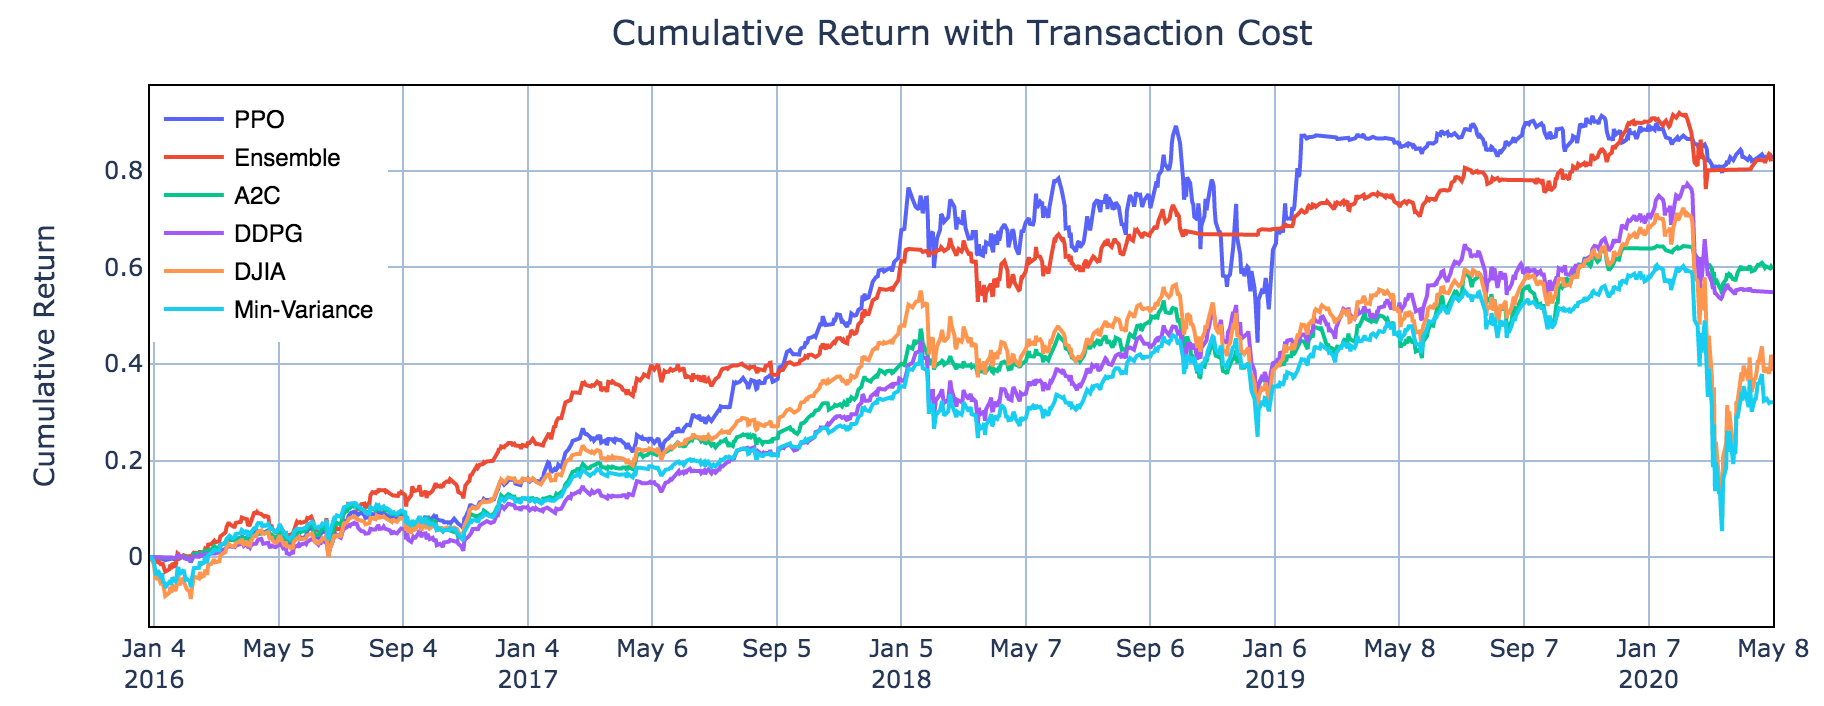 Cumulative Return with Transaction Cost
Cumulative Return
PPO
Ensemble
A2C
DDPG
DJIA
Min-Variance
0.8
0.6
0.4
0.2
0
Jan 4 May 5 Sep 4 Jan 4 May 6 Sep 5 Jan 5 May 7 Sep 6 Jan 6 May 8 Sep 7 Jan 7 May 8
2016 2017 2018 2019 2020